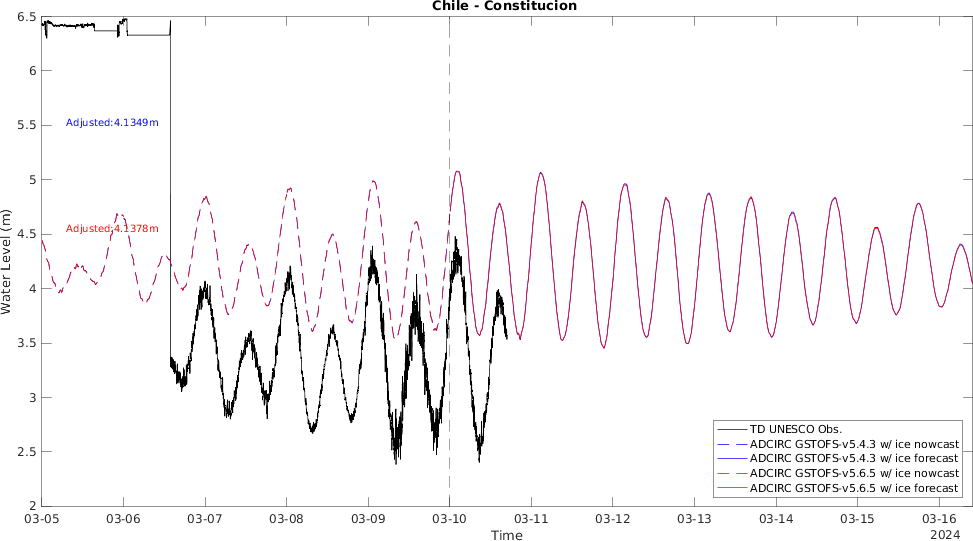 Chile - Constitucion
6.5
6
5.5
5
4.5
4
3.5
3
2.5
2
Water Level (m)
Adjusted:4.1349m
Adjusted:4.1378m
TD UNESCO Obs.
ADCIRC GSTOFS-v5.4.3 w/ ice nowcast
ADCIRC GSTOFS-v5.4.3 w/ ice forecast
ADCIRC GSTOFS-v5.6.5 w/ ice nowcast
ADCIRC GSTOFS-v5.6.5 w/ ice forecast
03-05 03-06 03-07 03-08 03-09 03-10 03-11 03-12 03-13 03-14 03-15 03-16
2024
Time